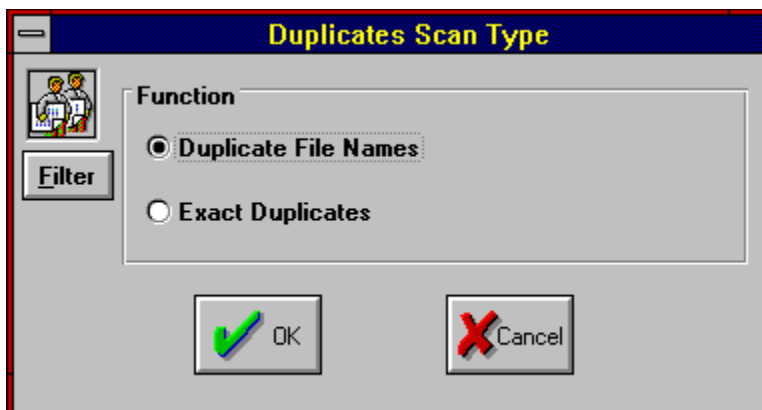 Duplicates Scan Type
Function
Duplicate File Names
Filter
Exact Duplicates
OK
Cancel